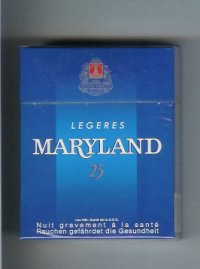 LEGERES
MARYLAND
25
Nuit gravement à la santé
Rauchen gefährdet die Gesundheit